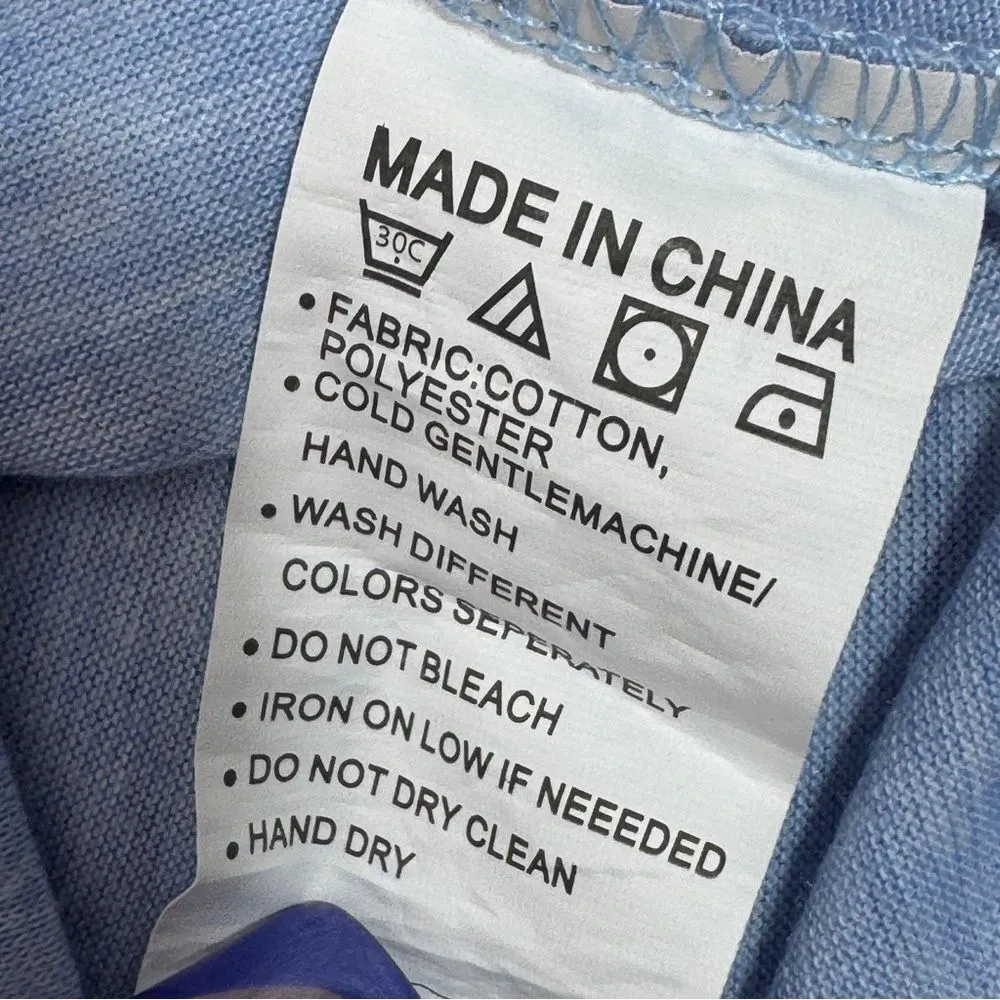 MADE IN CHINA
30C
• FABRIC:COTTON,
POLYESTER
• COLD GENTLEMACHINE/
HAND WASH
• WASH DIFFERENT
COLORS SEPERATELY
• DO NOT BLEACH
• IRON ON LOW IF NEEEDED
• DO NOT DRY CLEAN
• HAND DRY